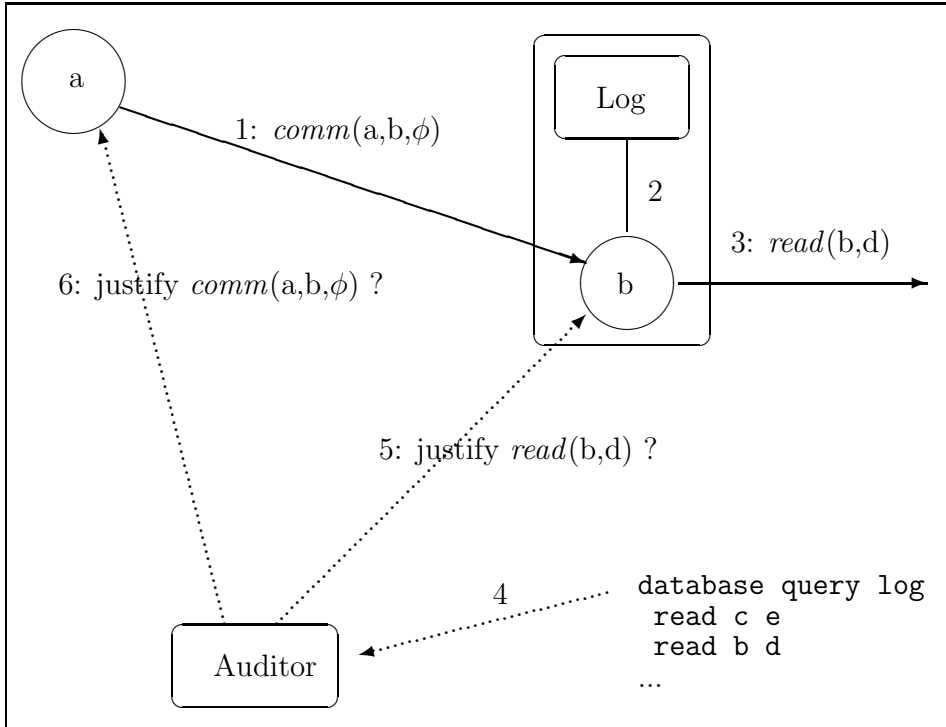 a
Log
1: comm(a,b,ϕ)
2
3: read(b,d)
6: justify comm(a,b,ϕ) ?
b
5: justify read(b,d) ?
4
database query log
read c e
read b d
...
Auditor